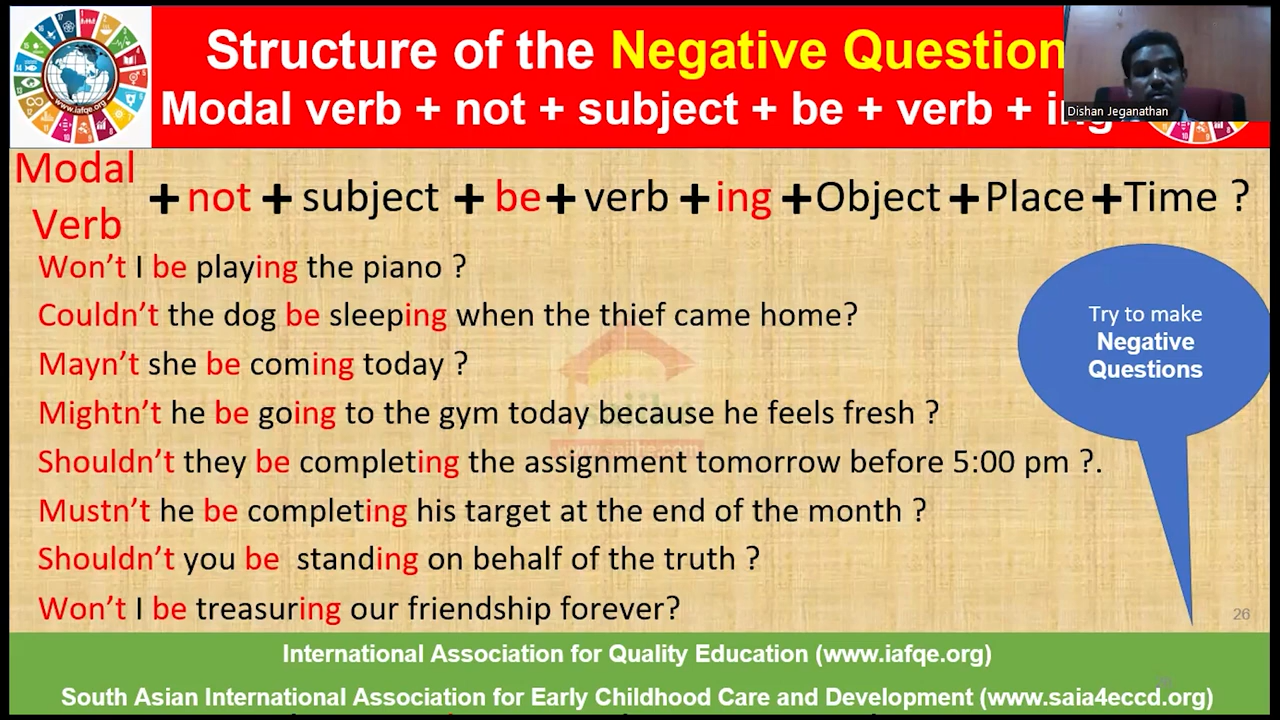 Structure of the Negative Question
Modal verb + not + subject + be + verb + ing
Dishan Jeganathan
www.iafqe.org
Modal Verb +not + subject + be+ verb +ing +Object +Place +Time ?
Won't I be playing the piano ?
Couldn't the dog be sleeping when the thief came home?
Mayn't she be coming today ?
Mightn't he be going to the gym today because he feels fresh ?
Shouldn't they be completing the assignment tomorrow before 5:00 pm ?.
Mustn't he be completing his target at the end of the month ?
Shouldn't you be standing on behalf of the truth ?
Won't I be treasuring our friendship forever?
Try to make
Negative
Questions
26
International Association for Quality Education (www.iafqe.org)
South Asian International Association for Early Childhood Care and Development (www.saia4eccd.org)